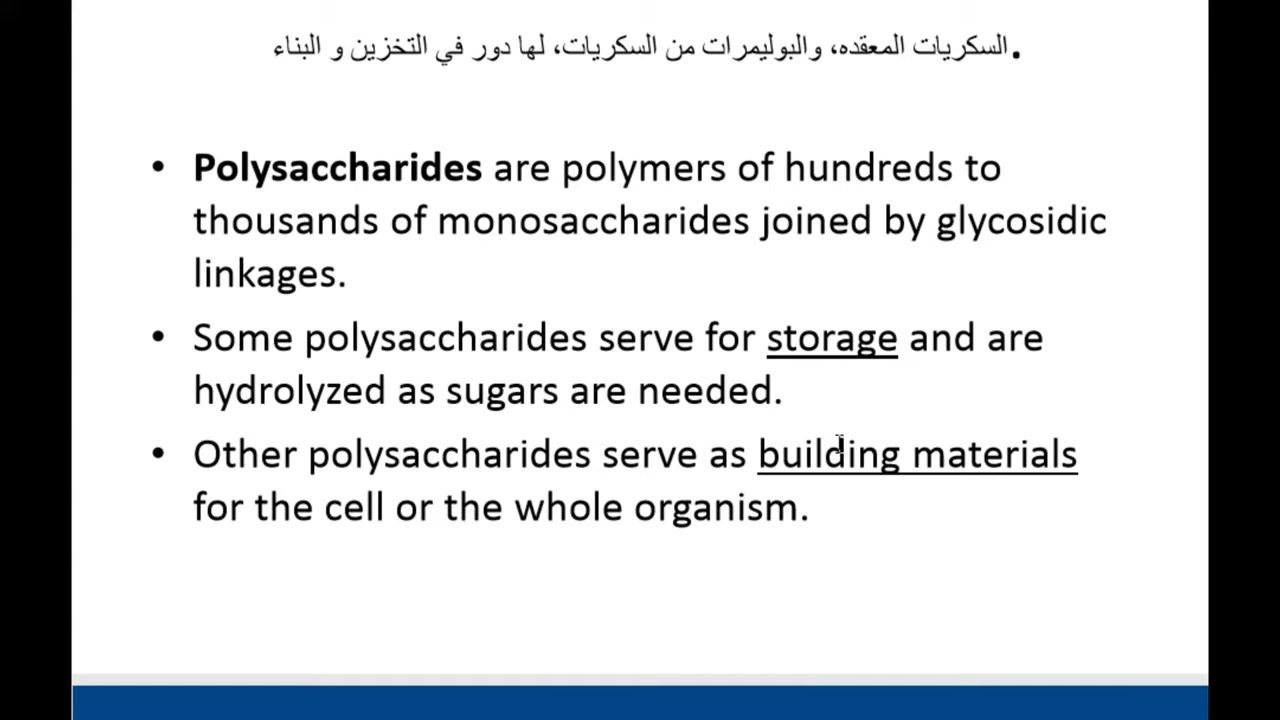 .السكريات المعقده، والبوليمرات من السكريات، لها دور في التخزين و البناء
• Polysaccharides are polymers of hundreds to
thousands of monosaccharides joined by glycosidic
linkages.
• Some polysaccharides serve for storage and are
hydrolyzed as sugars are needed.
• Other polysaccharides serve as building materials
for the cell or the whole organism.